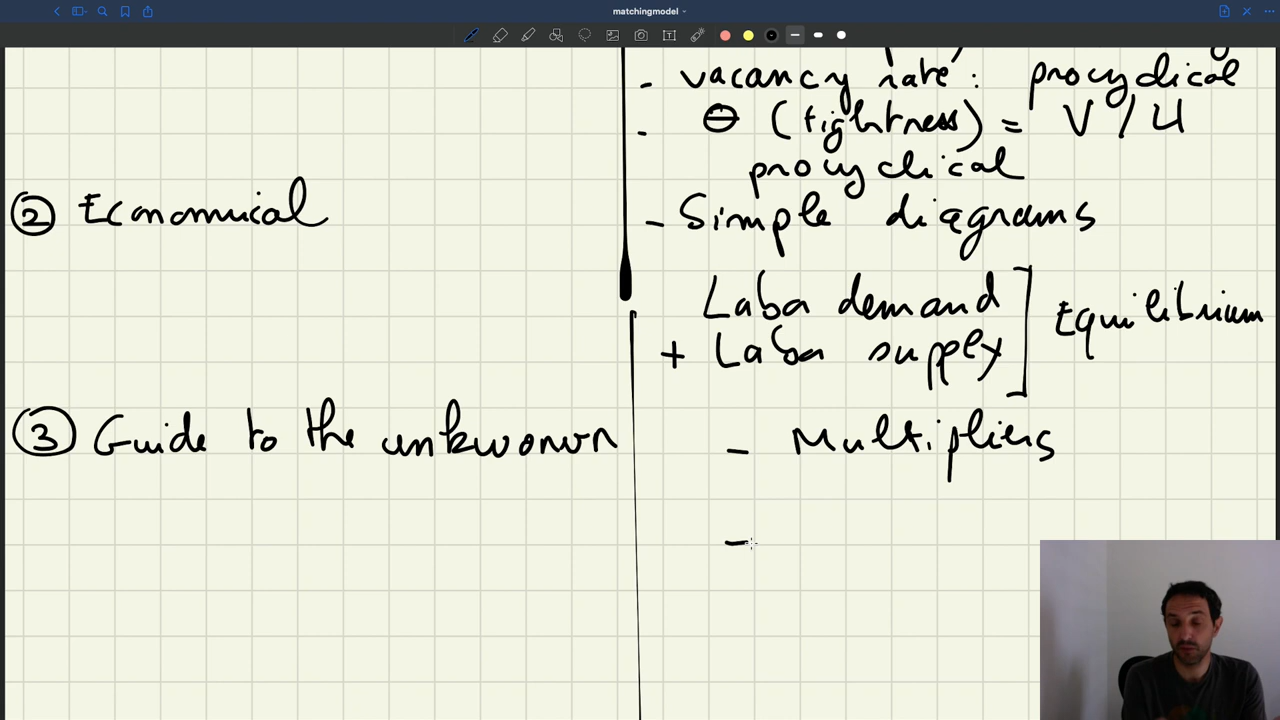 matchingmodel
- vacancy rate: procyclical
- θ (tightness) = V / U
procyclical
② Economical
- Simple diagrams
Labor demand
+ Labor supply
] Equilibrium
③ Guide to the unkwonwn
- Multipliers
-